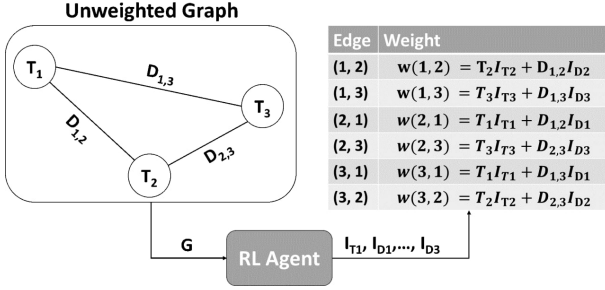 Unweighted Graph
T1
D1,3
T3
D1,2
D2,3
T2
Edge Weight
(1, 2) w(1, 2) = T2IT2 + D1,2ID2
(1, 3) w(1, 3) = T3IT3 + D1,3ID3
(2, 1) w(2, 1) = T1IT1 + D1,2ID1
(2, 3) w(2, 3) = T3IT3 + D2,3ID3
(3, 1) w(3, 1) = T1IT1 + D1,3ID1
(3, 2) w(3, 2) = T2IT2 + D2,3ID2
G
RL Agent
IT1, ID1,..., ID3